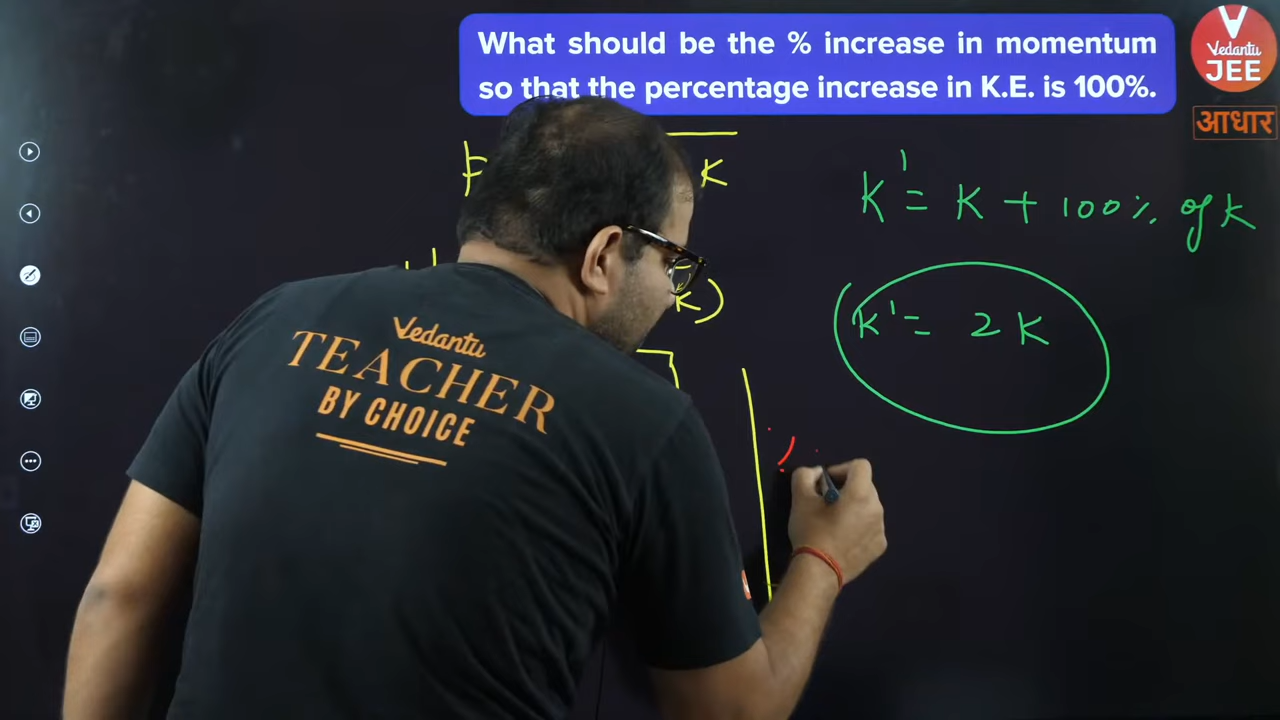 What should be the % increase in momentum
so that the percentage increase in K.E. is 100%.
Vedantu
JEE
आधार
K
K' = K + 100% of K
K)
K' = 2K
Vedantu
TEACHER
BY CHOICE